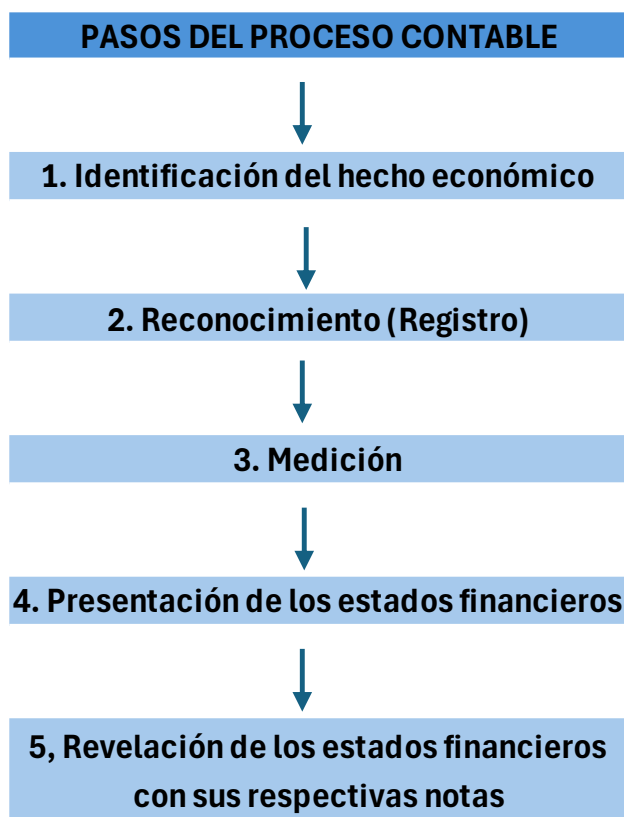 PASOS DEL PROCESO CONTABLE
1. Identificación del hecho económico
2. Reconocimiento (Registro)
3. Medición
4. Presentación de los estados financieros
5, Revelación de los estados financieros
con sus respectivas notas